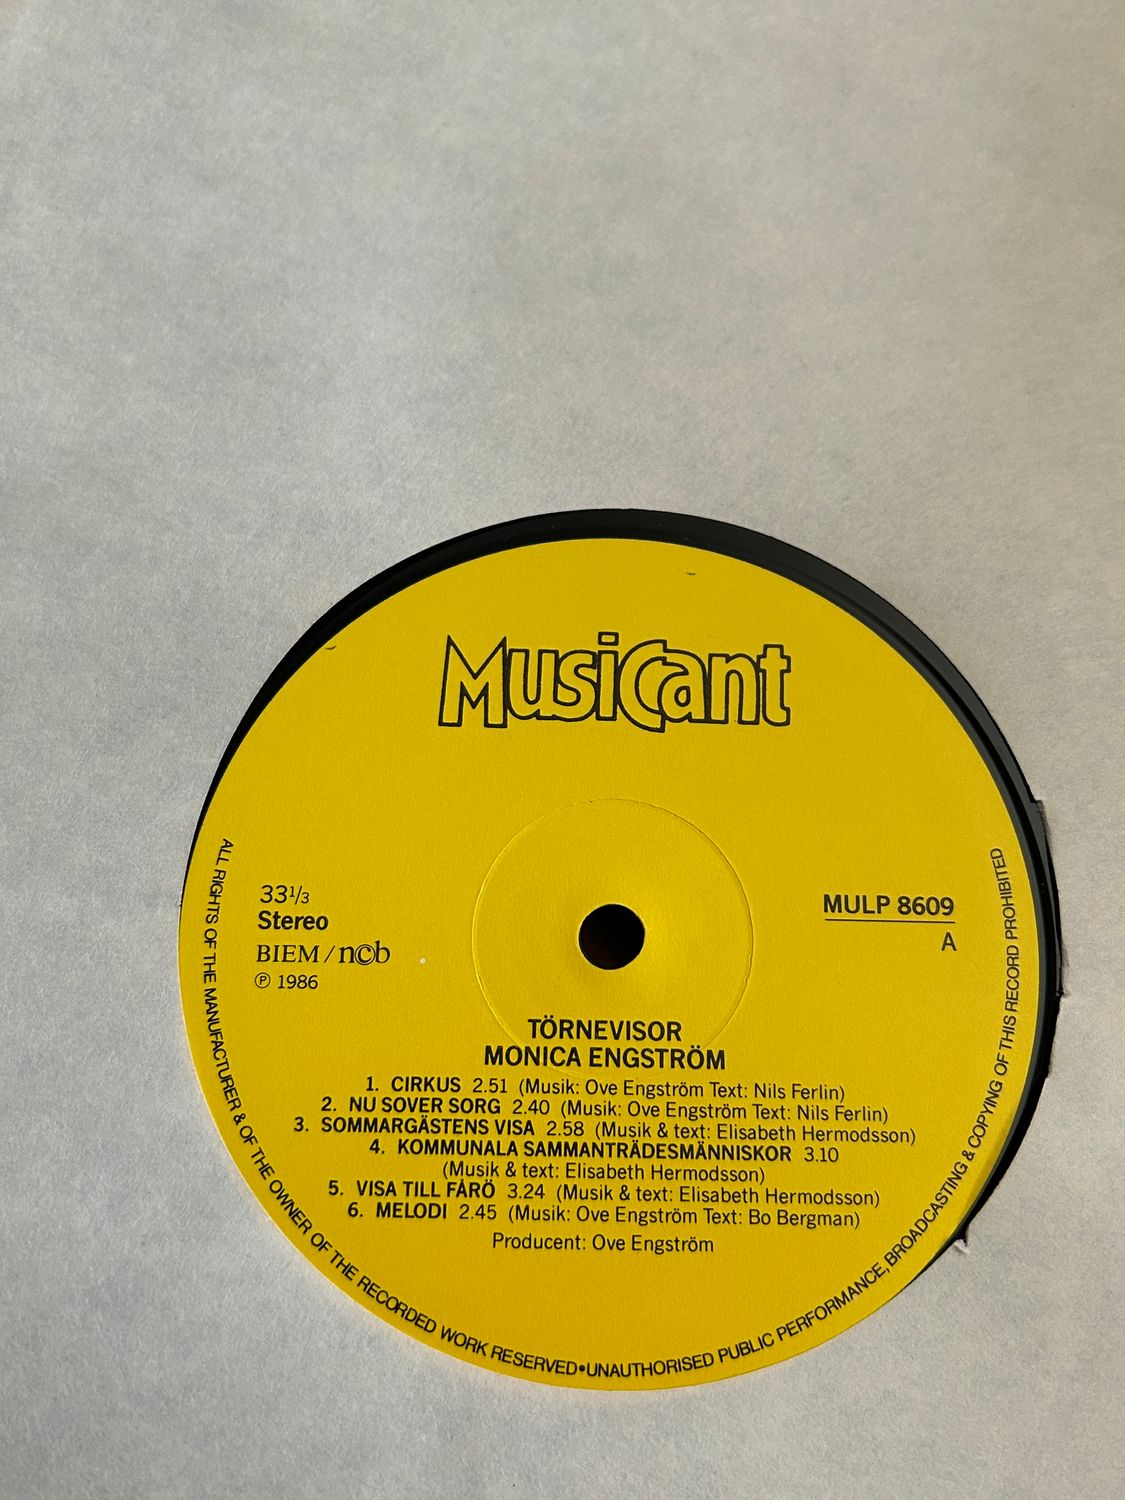 MusiCant
33 1/3
Stereo
BIEM / n©b
℗ 1986
MULP 8609
A
TÖRNEVISOR
MONICA ENGSTRÖM
1. CIRKUS 2.51 (Musik: Ove Engström Text: Nils Ferlin)
2. NU SOVER SORG 2.40 (Musik: Ove Engström Text: Nils Ferlin)
3. SOMMARGÄSTENS VISA 2.58 (Musik & text: Elisabeth Hermodsson)
4. KOMMUNALA SAMMANTRÄDESMÄNNISKOR 3.10
(Musik & text: Elisabeth Hermodsson)
5. VISA TILL FÅRÖ 3.24 (Musik & text: Elisabeth Hermodsson)
6. MELODI 2.45 (Musik: Ove Engström Text: Bo Bergman)
Producent: Ove Engström
ALL RIGHTS OF THE MANUFACTURER & OF THE OWNER OF THE RECORDED WORK RESERVED•UNAUTHORISED PUBLIC PERFORMANCE, BROADCASTING & COPYING OF THIS RECORD PROHIBITED